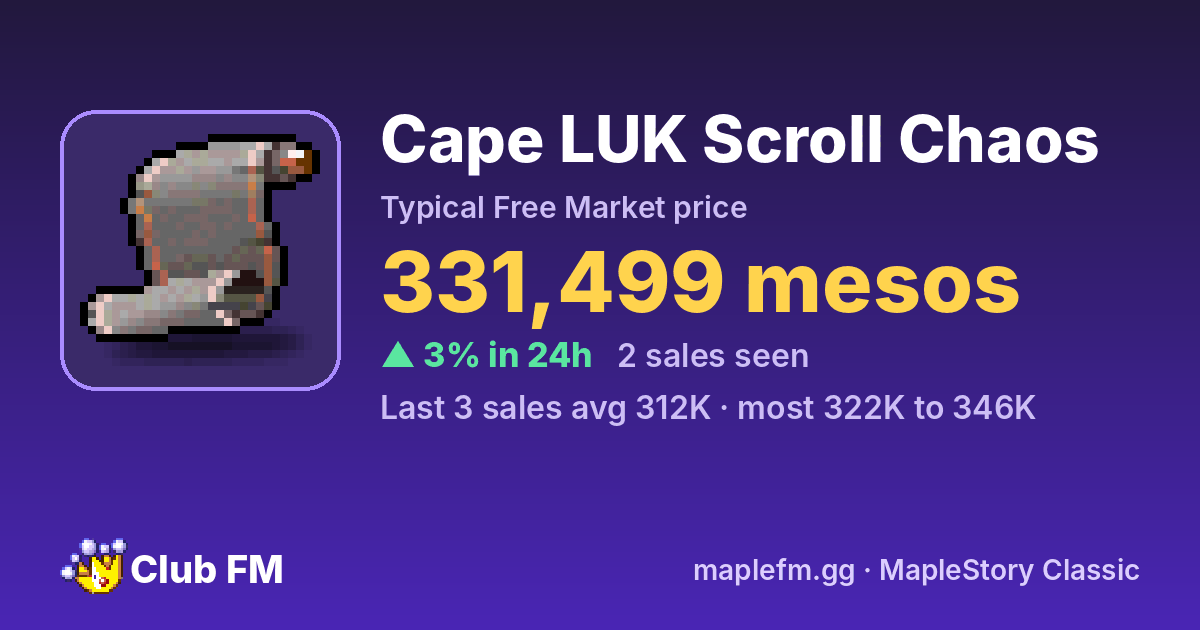 Cape LUK Scroll Chaos
Typical Free Market price
331,499 mesos
▲ 3% in 24h 2 sales seen
Last 3 sales avg 312K · most 322K to 346K
Club FM
maplefm.gg · MapleStory Classic